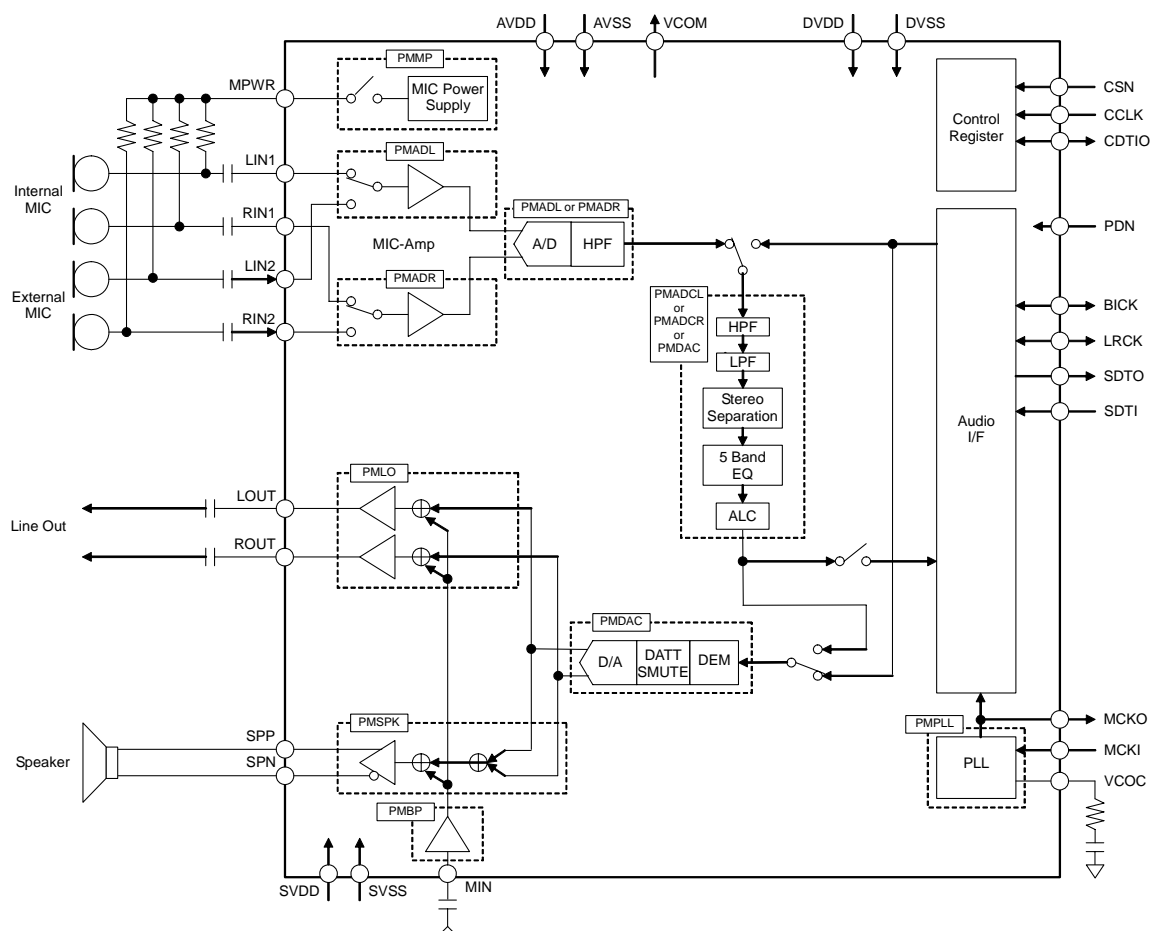 AVDD
AVSS
VCOM
DVDD
DVSS
PMMP
MPWR
MIC Power
Supply
Control
Register
CSN
CCLK
CDTIO
LIN1
PMADL
Internal
MIC
RIN1
PMADL or PMADR
MIC-Amp
A/D
HPF
PDN
LIN2
PMADR
External
MIC
RIN2
PMADCL
or
PMADCR
or
PMDAC
HPF
LPF
Stereo
Separation
5 Band
EQ
ALC
BICK
LRCK
SDTO
SDTI
Audio
I/F
PMLO
LOUT
Line Out
ROUT
PMDAC
D/A
DATT
SMUTE
DEM
PMSPK
SPP
Speaker
SPN
PMPLL
PLL
MCKO
MCKI
VCOC
PMBP
SVDD
SVSS
MIN